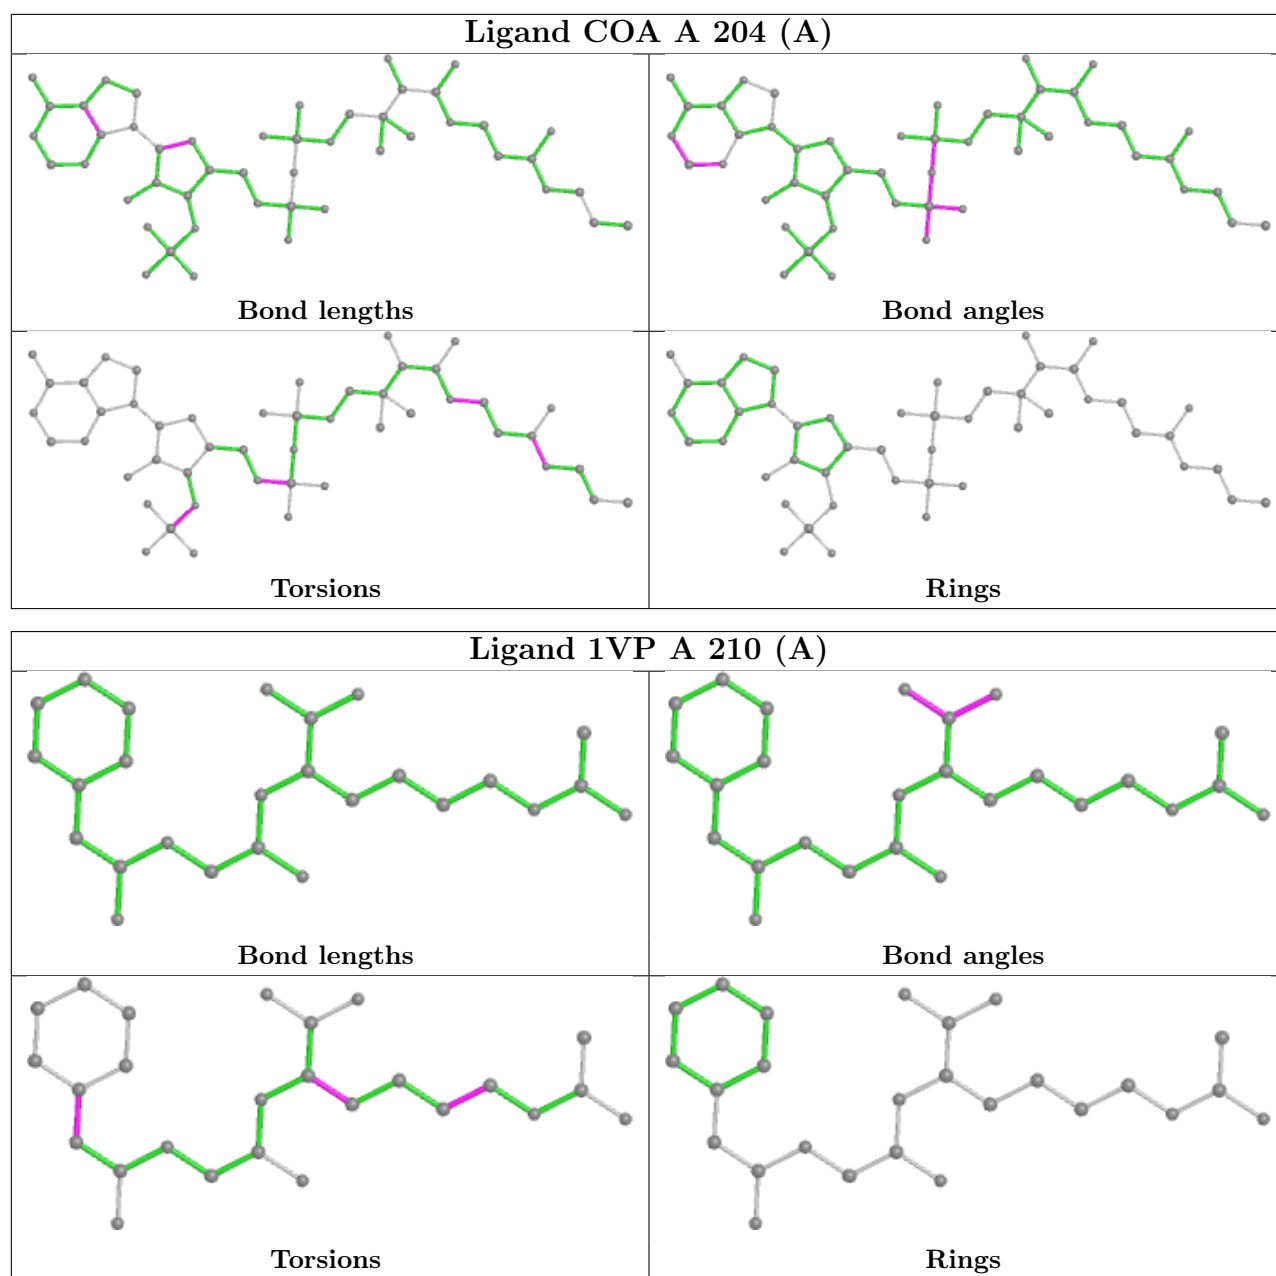 Ligand COA A 204 (A)
Bond lengths
Bond angles
Torsions
Rings
Ligand 1VP A 210 (A)
Bond lengths
Bond angles
Torsions
Rings